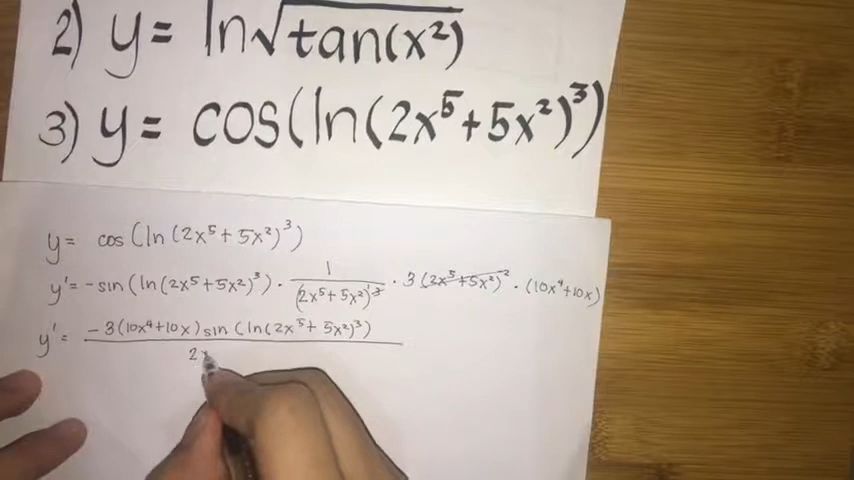 2) y = ln√tan(x²)
3) y = cos(ln(2x⁵+5x²)³)
y = cos(ln(2x⁵+5x²)³)
y' = -sin(ln(2x⁵+5x²)³) · 1/(2x⁵+5x²)³ · 3(2x⁵+5x²)² · (10x⁴+10x)
y' = -3(10x⁴+10x)sin(ln(2x⁵+5x²)³)
2x